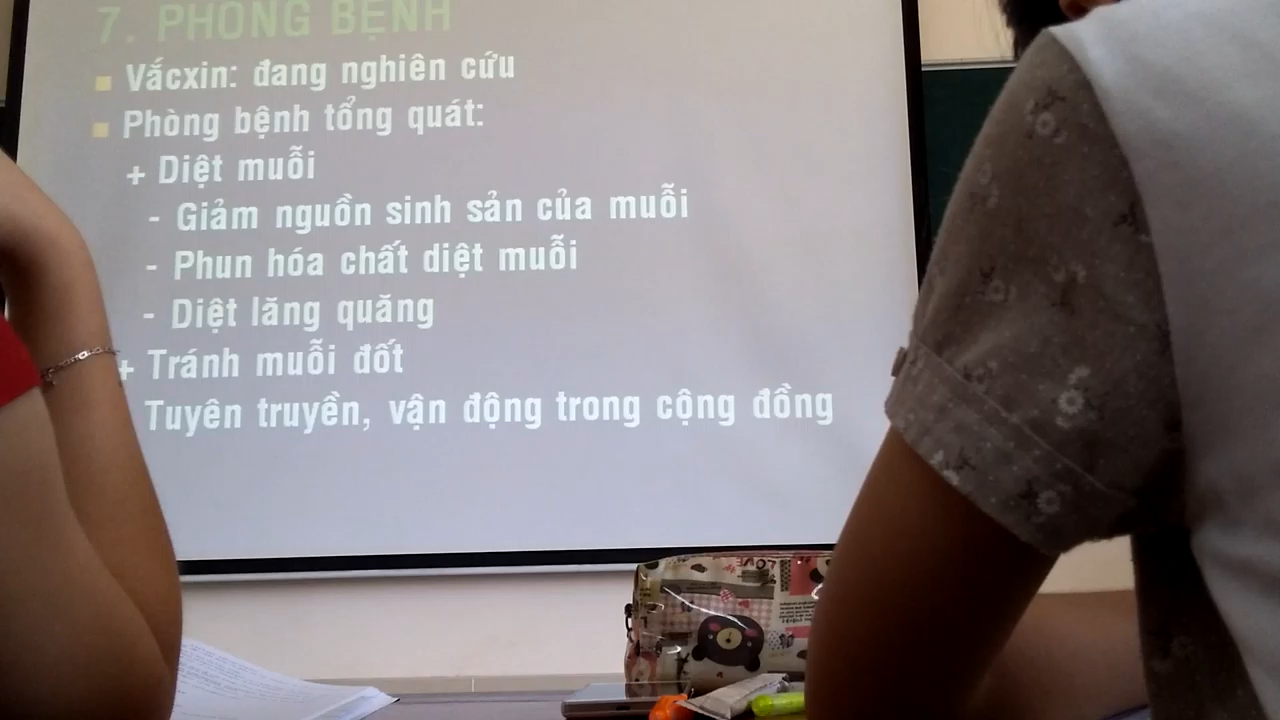 7. PHÒNG BỆNH
Vắcxin: đang nghiên cứu
Phòng bệnh tổng quát:
+ Diệt muỗi
- Giảm nguồn sinh sản của muỗi
- Phun hóa chất diệt muỗi
- Diệt lăng quăng
+ Tránh muỗi đốt
Tuyên truyền, vận động trong cộng đồng
LOVE